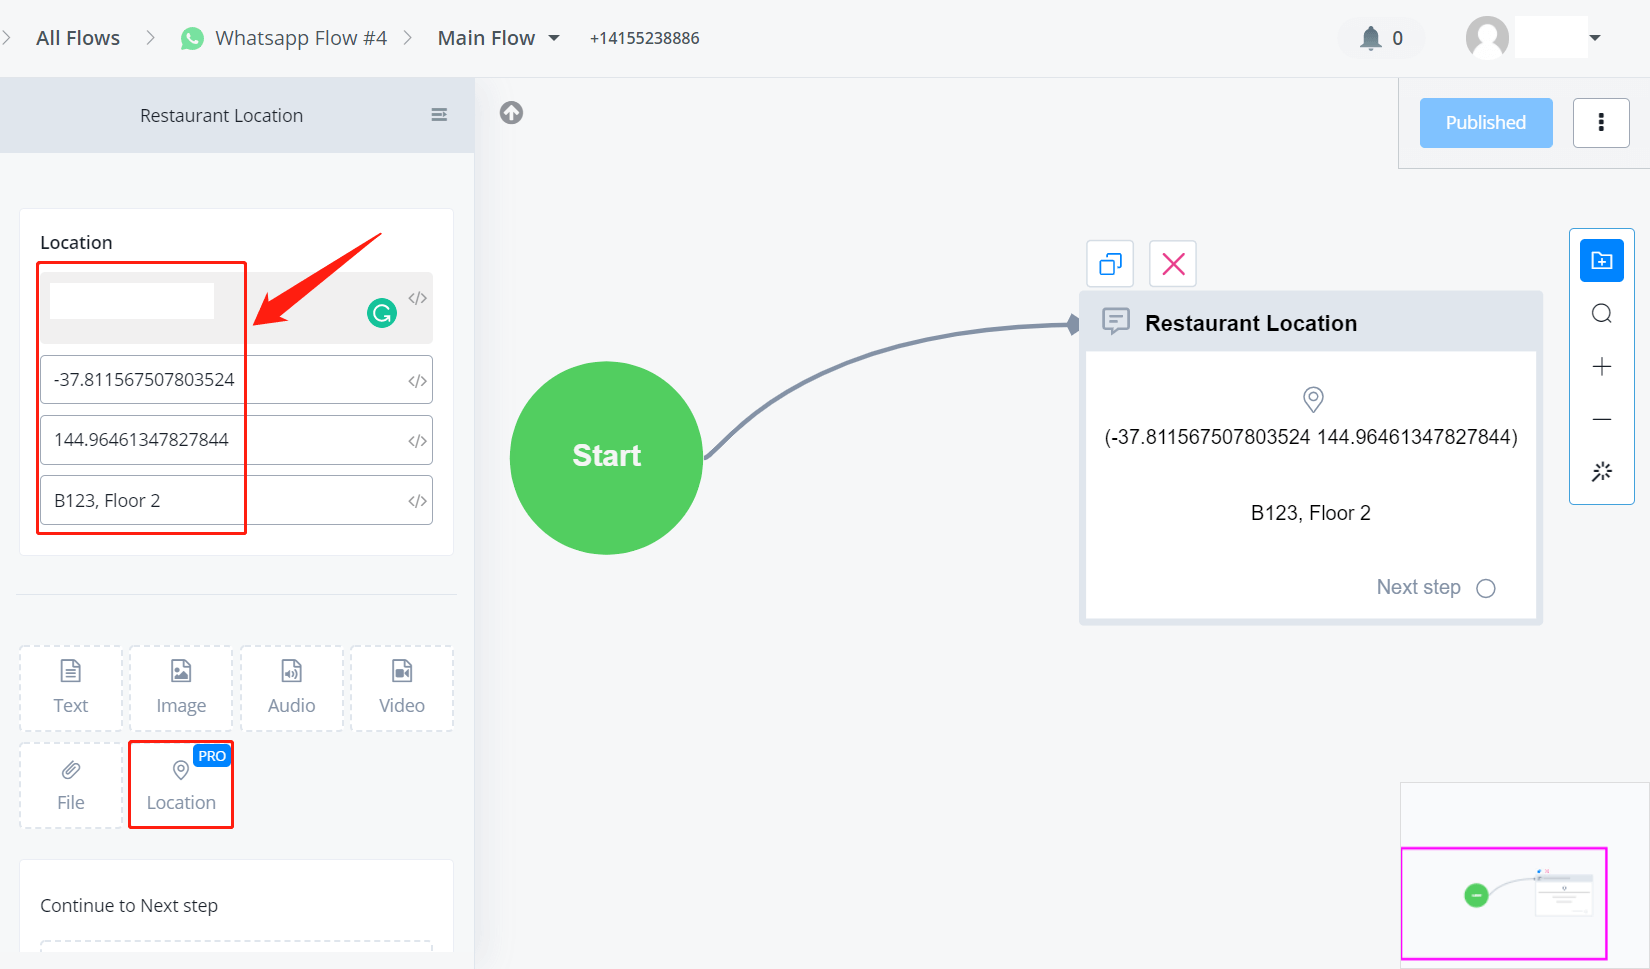 All Flows
Whatsapp Flow #4
Main Flow
+14155238886
0
Restaurant Location
Published
Location
</>
-37.811567507803524
</>
144.96461347827844
</>
B123, Floor 2
</>
Start
Restaurant Location
(-37.811567507803524 144.96461347827844)
B123, Floor 2
Next step
Text
Image
Audio
Video
File
PRO
Location
Continue to Next step